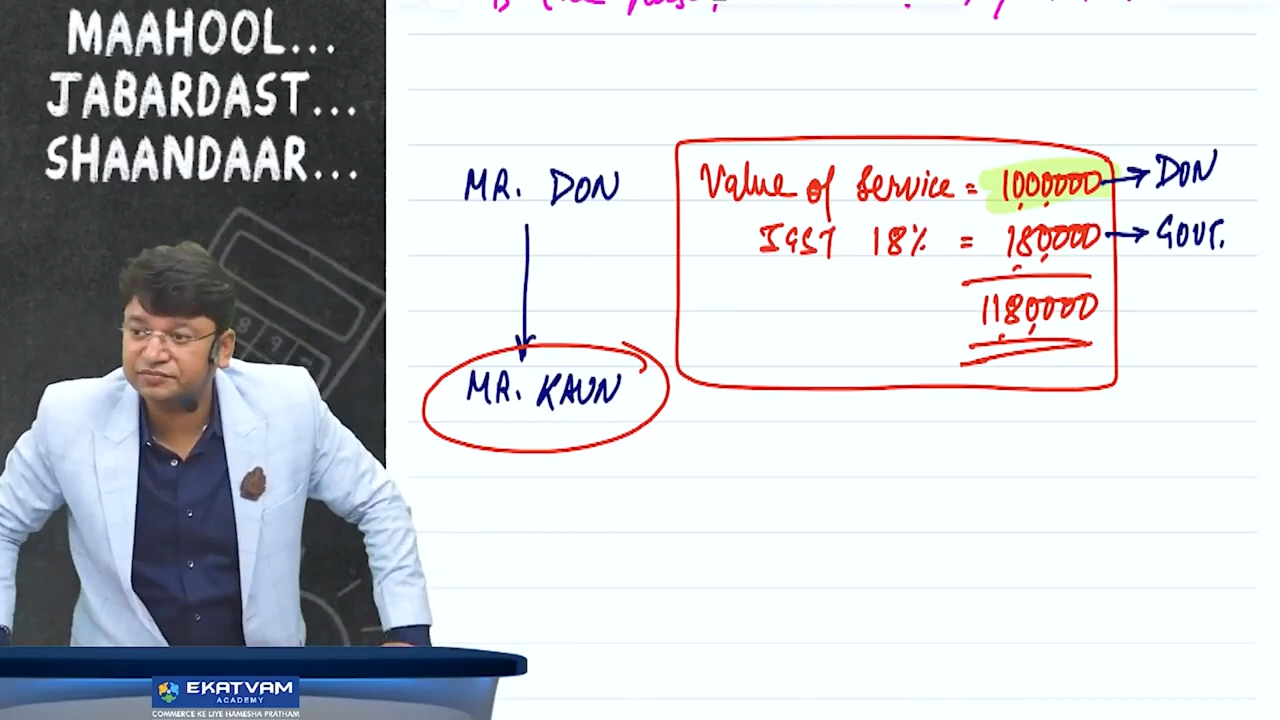 MAAHOOL...
JABARDAST...
SHAANDAAR...
MR. DON
MR. KAUN
Value of Service = 1000000 → DON
IGST 18% = 180000 → GOVT.
1180000
EKATVAM
ACADEMY
COMMERCE KE LIYE HAMESHA PRATHAM